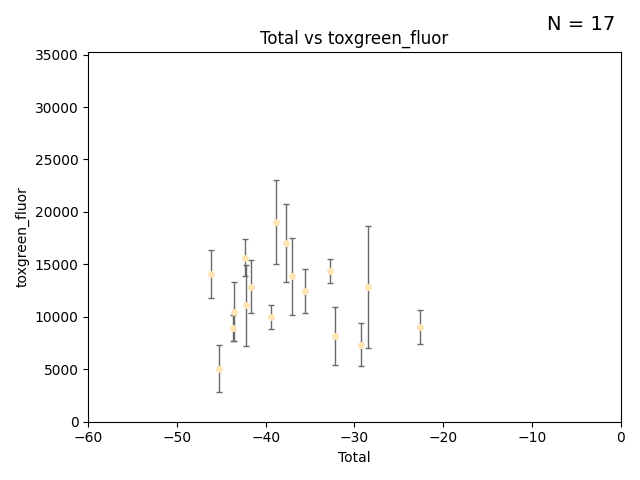 N = 17
Total vs toxgreen_fluor
35000
30000
25000
20000
15000
10000
5000
0
toxgreen_fluor
−60 −50 −40 −30 −20 −10 0
Total